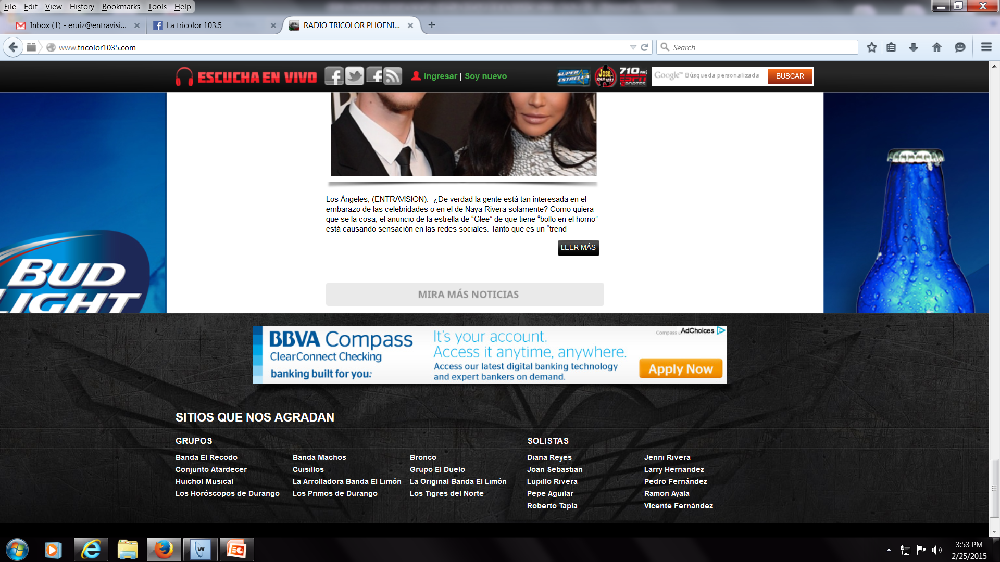 File Edit View History Bookmarks Tools Help
Inbox (1) - eruiz@entravisi... La tricolor 103.5 RADIO TRICOLOR PHOENI...
www.tricolor1035.com Search
ESCUCHA EN VIVO Ingresar | Soy nuevo SUPER ESTRELLA José 710 AM ESPN DEPORTES Google™ Búsqueda personalizada BUSCAR
Los Ángeles, (ENTRAVISION).- ¿De verdad la gente está tan interesada en el
embarazo de las celebridades o en el de Naya Rivera solamente? Como quiera
que se la cosa, el anuncio de la estrella de “Glee” de que tiene “bollo en el horno”
está causando sensación en las redes sociales. Tanto que es un “trend
LEER MÁS
BUD
LIGHT
MIRA MÁS NOTICIAS
BBVA Compass
ClearConnect Checking
banking built for you:
It's your account.
Access it anytime, anywhere.
Access our latest digital banking technology
and expert bankers on demand.
Compass AdChoices
Apply Now
SITIOS QUE NOS AGRADAN
GRUPOS SOLISTAS
Banda El Recodo Banda Machos Bronco Diana Reyes Jenni Rivera
Conjunto Atardecer Cuisillos Grupo El Duelo Joan Sebastian Larry Hernandez
Huichol Musical La Arrolladora Banda El Limón La Original Banda El Limón Lupillo Rivera Pedro Fernández
Los Horóscopos de Durango Los Primos de Durango Los Tigres del Norte Pepe Aguilar Ramon Ayala
Roberto Tapia Vicente Fernández
3:53 PM
2/25/2015